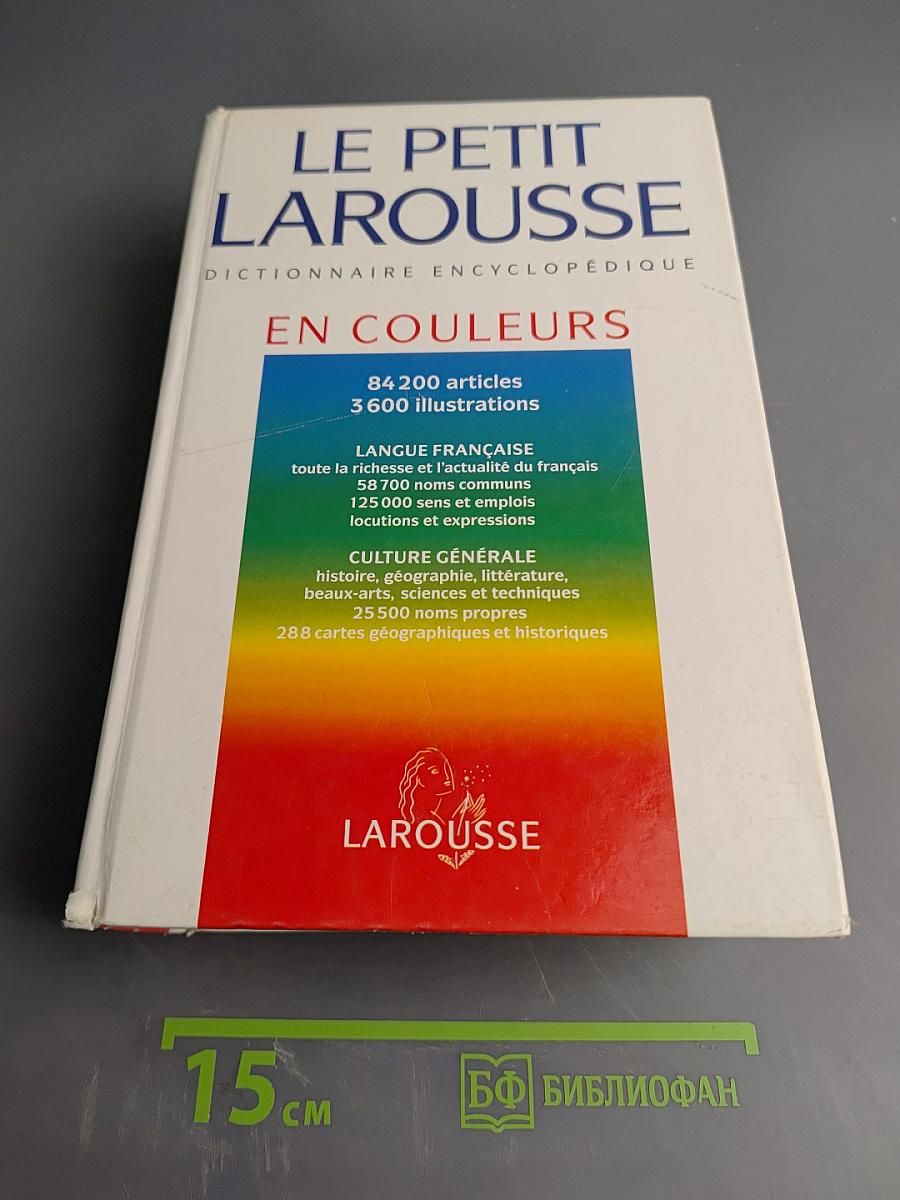 LE PETIT
LAROUSSE
DICTIONNAIRE ENCYCLOPÉDIQUE
EN COULEURS
84 200 articles
3 600 illustrations
LANGUE FRANÇAISE
toute la richesse et l'actualité du français
58 700 noms communs
125 000 sens et emplois
locutions et expressions
CULTURE GÉNÉRALE
histoire, géographie, littérature,
beaux-arts, sciences et techniques
25 500 noms propres
288 cartes géographiques et historiques
LAROUSSE
15 см
БФ БИБЛИОФАН